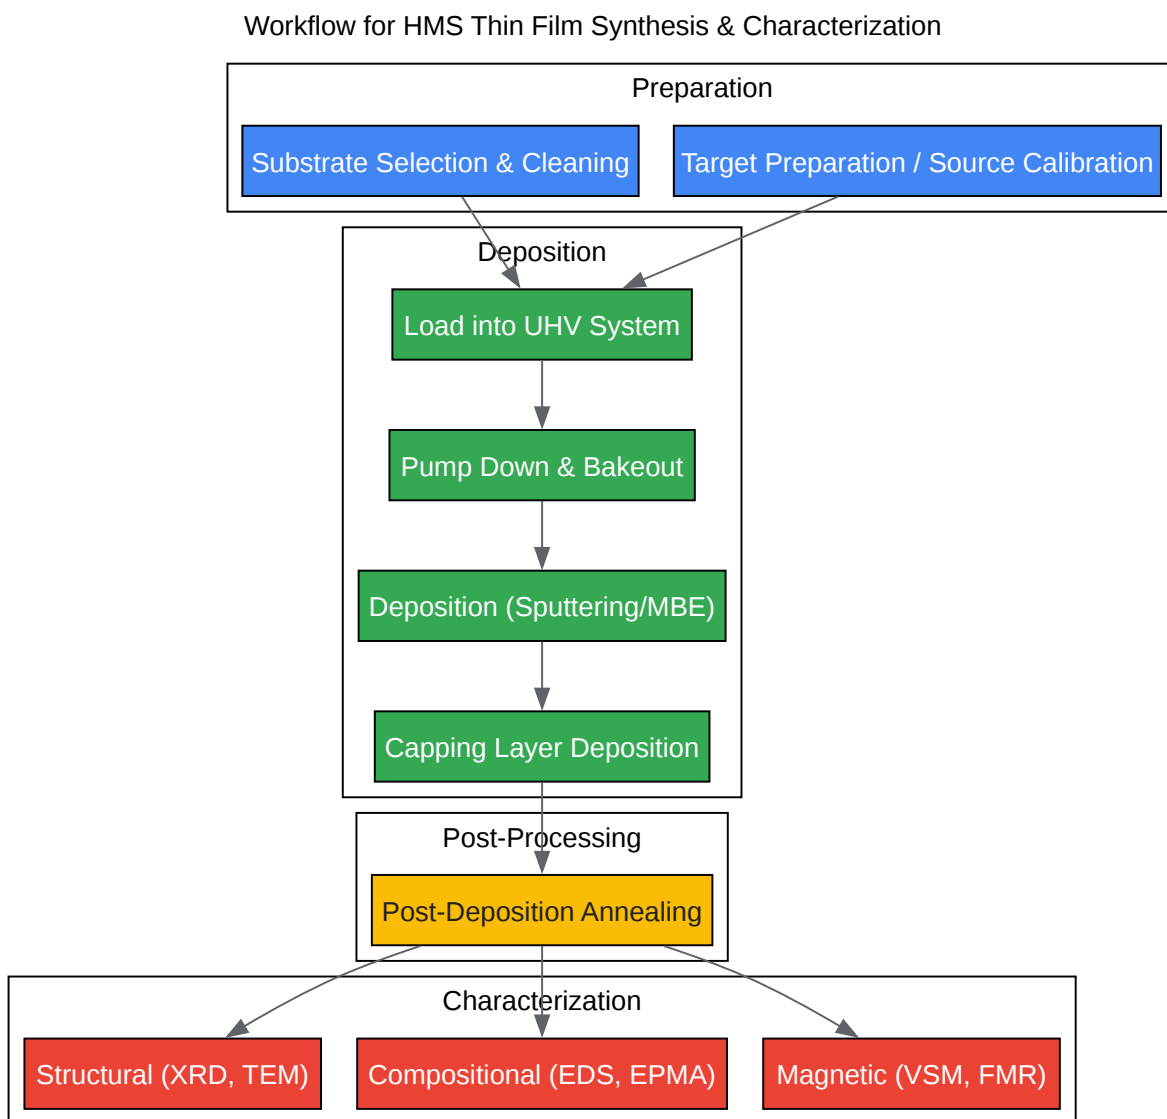 Workflow for HMS Thin Film Synthesis & Characterization
Preparation
Substrate Selection & Cleaning
Target Preparation / Source Calibration
Deposition
Load into UHV System
Pump Down & Bakeout
Deposition (Sputtering/MBE)
Capping Layer Deposition
Post-Processing
Post-Deposition Annealing
Characterization
Structural (XRD, TEM)
Compositional (EDS, EPMA)
Magnetic (VSM, FMR)